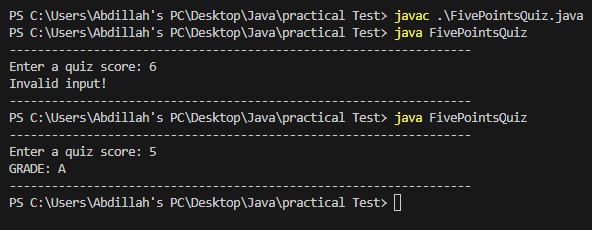 PS C:\Users\Abdillah's PC\Desktop\Java\practical Test> javac .\FivePointsQuiz.java
PS C:\Users\Abdillah's PC\Desktop\Java\practical Test> java FivePointsQuiz
------------------------------------------------------------------
Enter a quiz score: 6
Invalid input!
------------------------------------------------------------------
PS C:\Users\Abdillah's PC\Desktop\Java\practical Test> java FivePointsQuiz
------------------------------------------------------------------
Enter a quiz score: 5
GRADE: A
------------------------------------------------------------------
PS C:\Users\Abdillah's PC\Desktop\Java\practical Test>